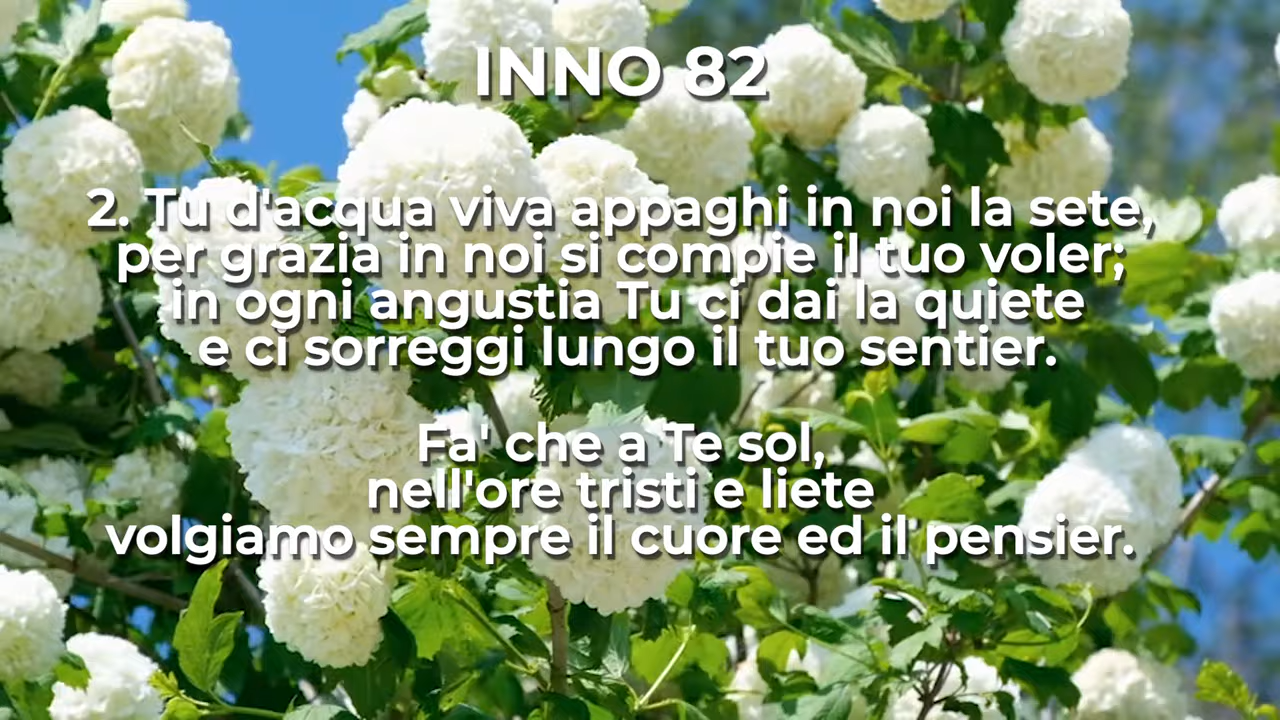 INNO 82
2. Tu d'acqua viva appaghi in noi la sete,
per grazia in noi si compie il tuo voler;
in ogni angustia Tu ci dai la quiete
e ci sorreggi lungo il tuo sentier.
Fa' che a Te sol,
nell'ore tristi e liete
volgiamo sempre il cuore ed il pensier.